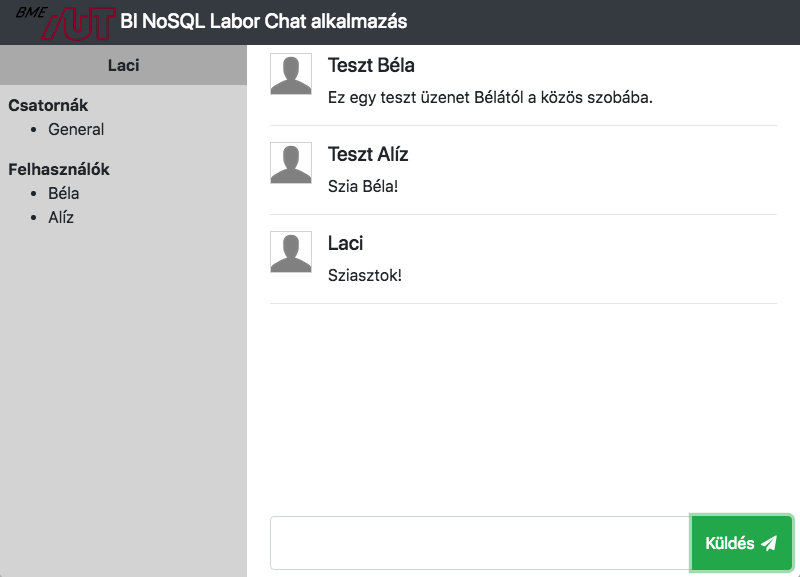 BME AUT BI NoSQL Labor Chat alkalmazás
Laci
Csatornák
General
Felhasználók
Béla
Alíz
Teszt Béla
Ez egy teszt üzenet Bélától a közös szobába.
Teszt Alíz
Szia Béla!
Laci
Sziasztok!
Küldés